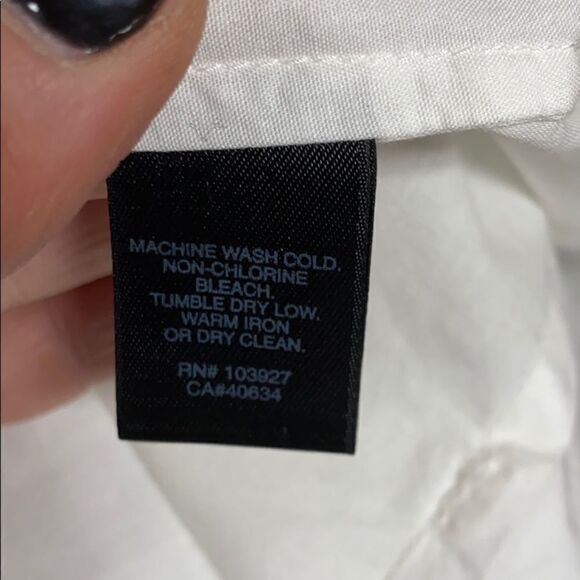 MACHINE WASH COLD.
NON-CHLORINE
BLEACH.
TUMBLE DRY LOW.
WARM IRON
OR DRY CLEAN.
RN# 103927
CA#40634